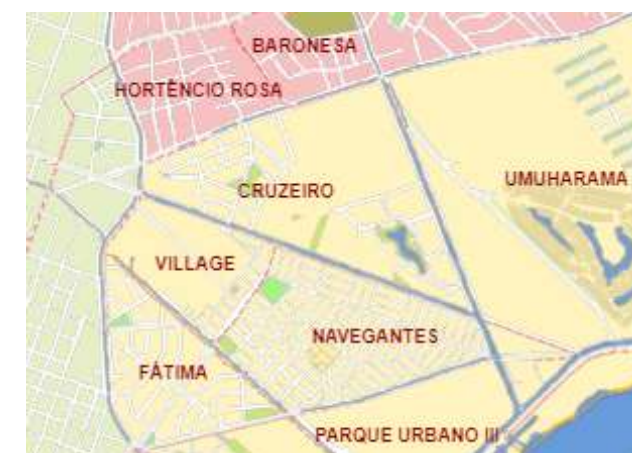 BARONESA
HORTÊNCIO ROSA
UMUHARAMA
CRUZEIRO
VILLAGE
NAVEGANTES
FÁTIMA
PARQUE URBANO III